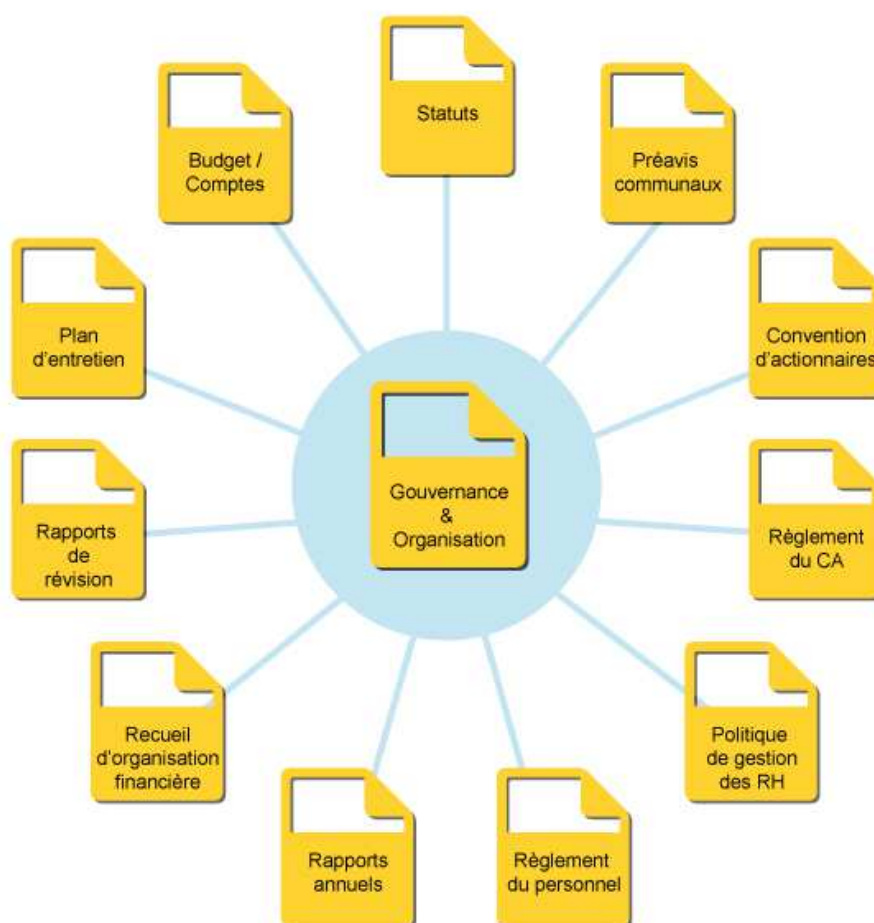 Statuts
Préavis
communaux
Convention
d'actionnaires
Règlement
du CA
Politique
de gestion
des RH
Règlement
du personnel
Rapports
annuels
Recueil
d'organisation
financière
Rapports
de
révision
Plan
d'entretien
Budget /
Comptes
Gouvernance
&
Organisation